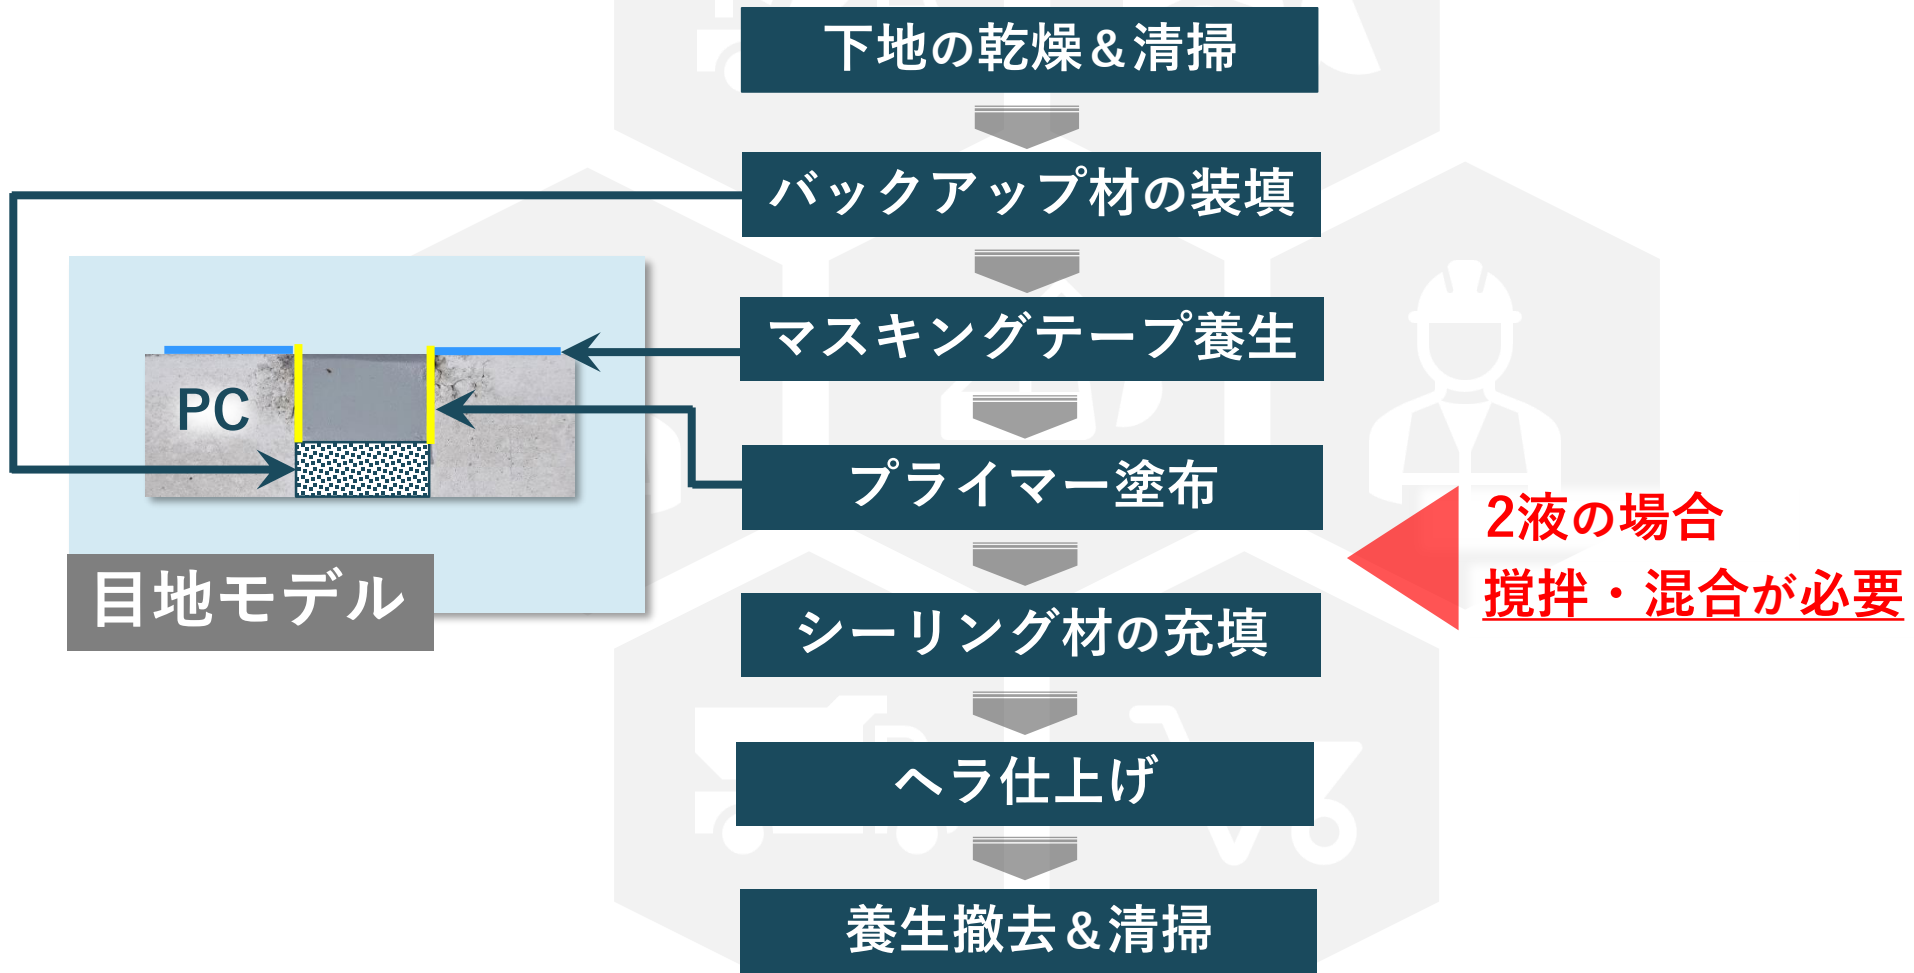 下地の乾燥＆清掃
バックアップ材の装填
マスキングテープ養生
PC
プライマー塗布
2液の場合
攪拌・混合が必要
目地モデル
シーリング材の充填
ヘラ仕上げ
養生撤去＆清掃